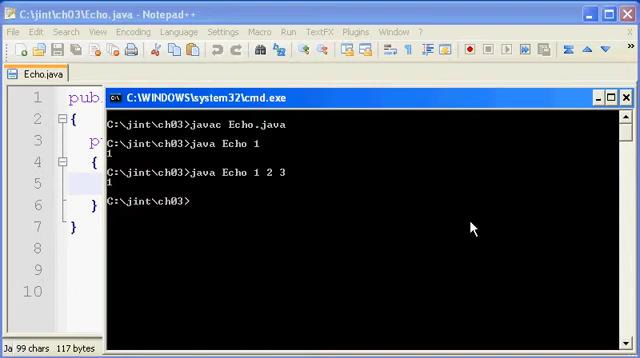 C:\jint\ch03\Echo.java - Notepad++
File Edit Search View Encoding Language Settings Macro Run TextFX Plugins Window ?
Echo.java
1 pub
C:\WINDOWS\system32\cmd.exe
2 {
3 p
4 {
5
6 }
7 }
8
9
10
C:\jint\ch03>javac Echo.java
C:\jint\ch03>java Echo 1
1
C:\jint\ch03>java Echo 1 2 3
1
C:\jint\ch03>
Ja 99 chars 117 bytes